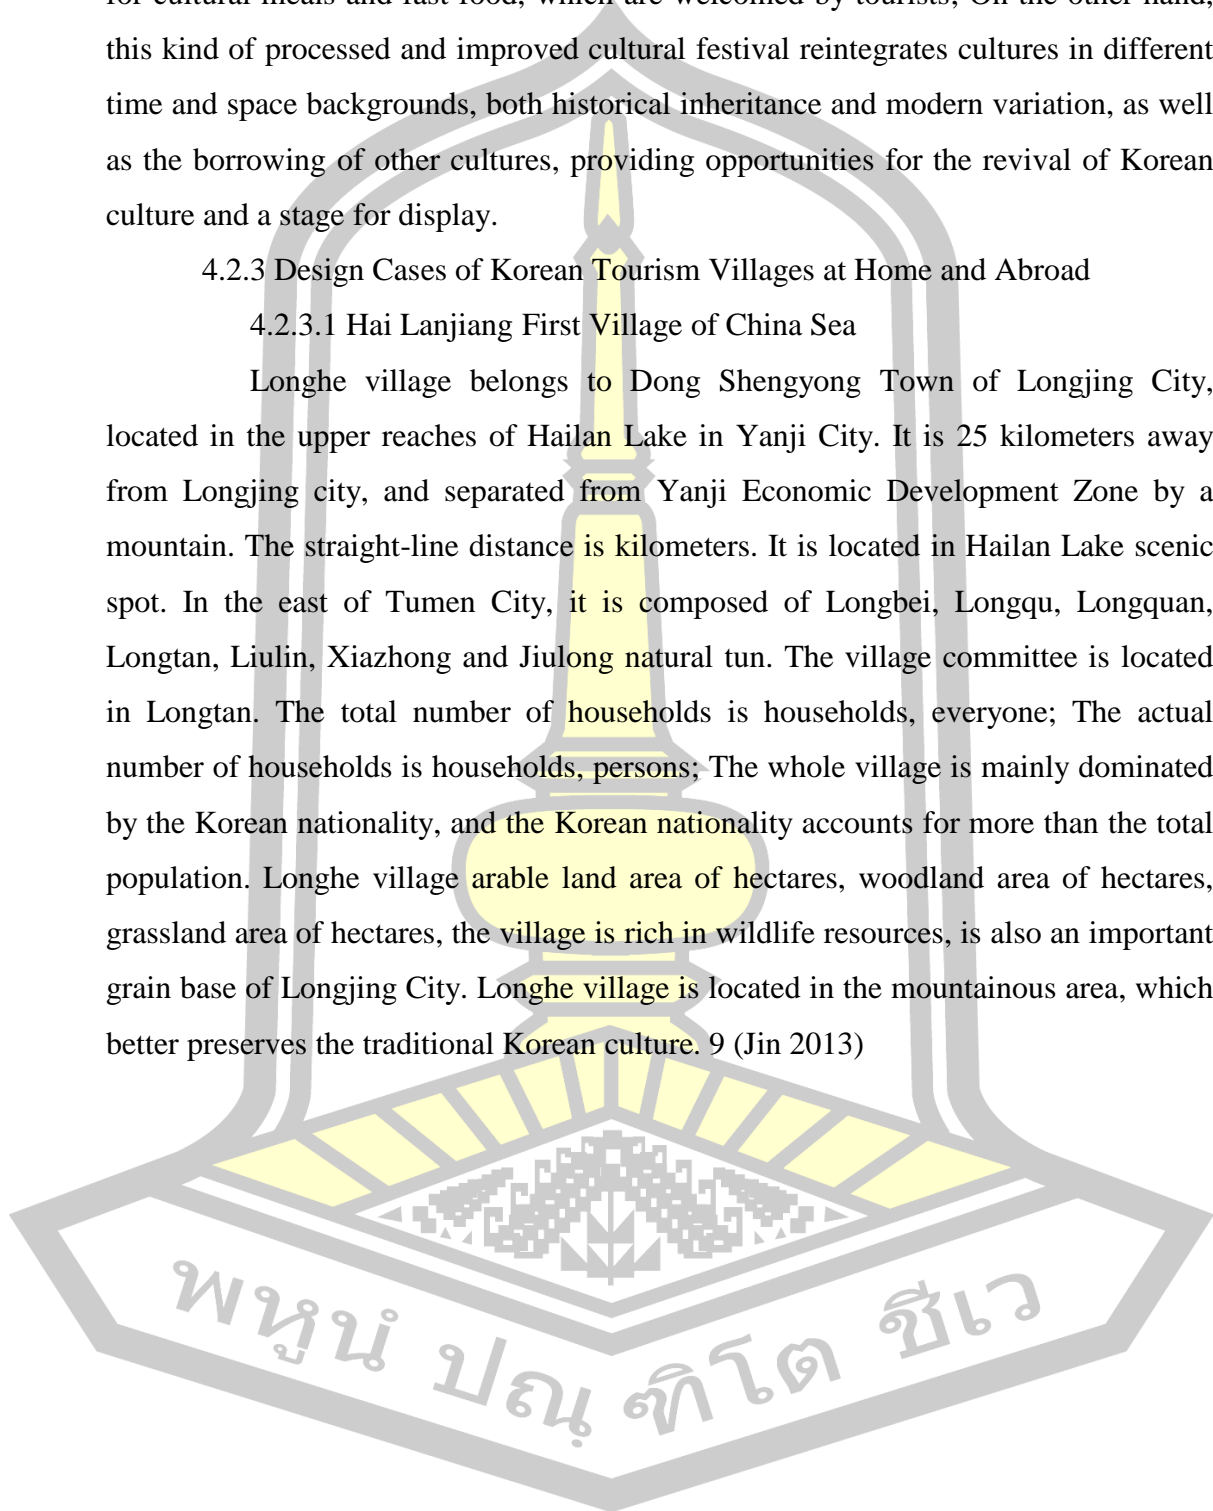 for cultural meals and fast food, which are welcomed by tourists; On the other hand,
this kind of processed and improved cultural festival reintegrates cultures in different
time and space backgrounds, both historical inheritance and modern variation, as well
as the borrowing of other cultures, providing opportunities for the revival of Korean
culture and a stage for display.
4.2.3 Design Cases of Korean Tourism Villages at Home and Abroad
4.2.3.1 Hai Lanjiang First Village of China Sea
Longhe village belongs to Dong Shengyong Town of Longjing City,
located in the upper reaches of Hailan Lake in Yanji City. It is 25 kilometers away
from Longjing city, and separated from Yanji Economic Development Zone by a
mountain. The straight-line distance is kilometers. It is located in Hailan Lake scenic
spot. In the east of Tumen City, it is composed of Longbei, Longqu, Longquan,
Longtan, Liulin, Xiazhong and Jiulong natural tun. The village committee is located
in Longtan. The total number of households is households, everyone; The actual
number of households is households, persons; The whole village is mainly dominated
by the Korean nationality, and the Korean nationality accounts for more than the total
population. Longhe village arable land area of hectares, woodland area of hectares,
grassland area of hectares, the village is rich in wildlife resources, is also an important
grain base of Longjing City. Longhe village is located in the mountainous area, which
better preserves the traditional Korean culture. 9 (Jin 2013)
พหูนํ ปณฺฑิโต ชีเว